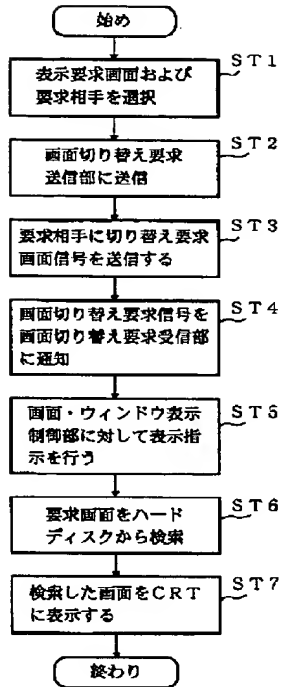 始め
ST1
表示要求画面および
要求相手を選択
ST2
画面切り替え要求
送信部に送信
ST3
要求相手に切り替え要求
画面信号を送信する
ST4
画面切り替え要求信号を
画面切り替え要求受信部
に通知
ST5
画面・ウィンドウ表示
制御部に対して表示指
示を行う
ST6
要求画面をハード
ディスクから検索
ST7
検索した画面をCRT
に表示する
終わり